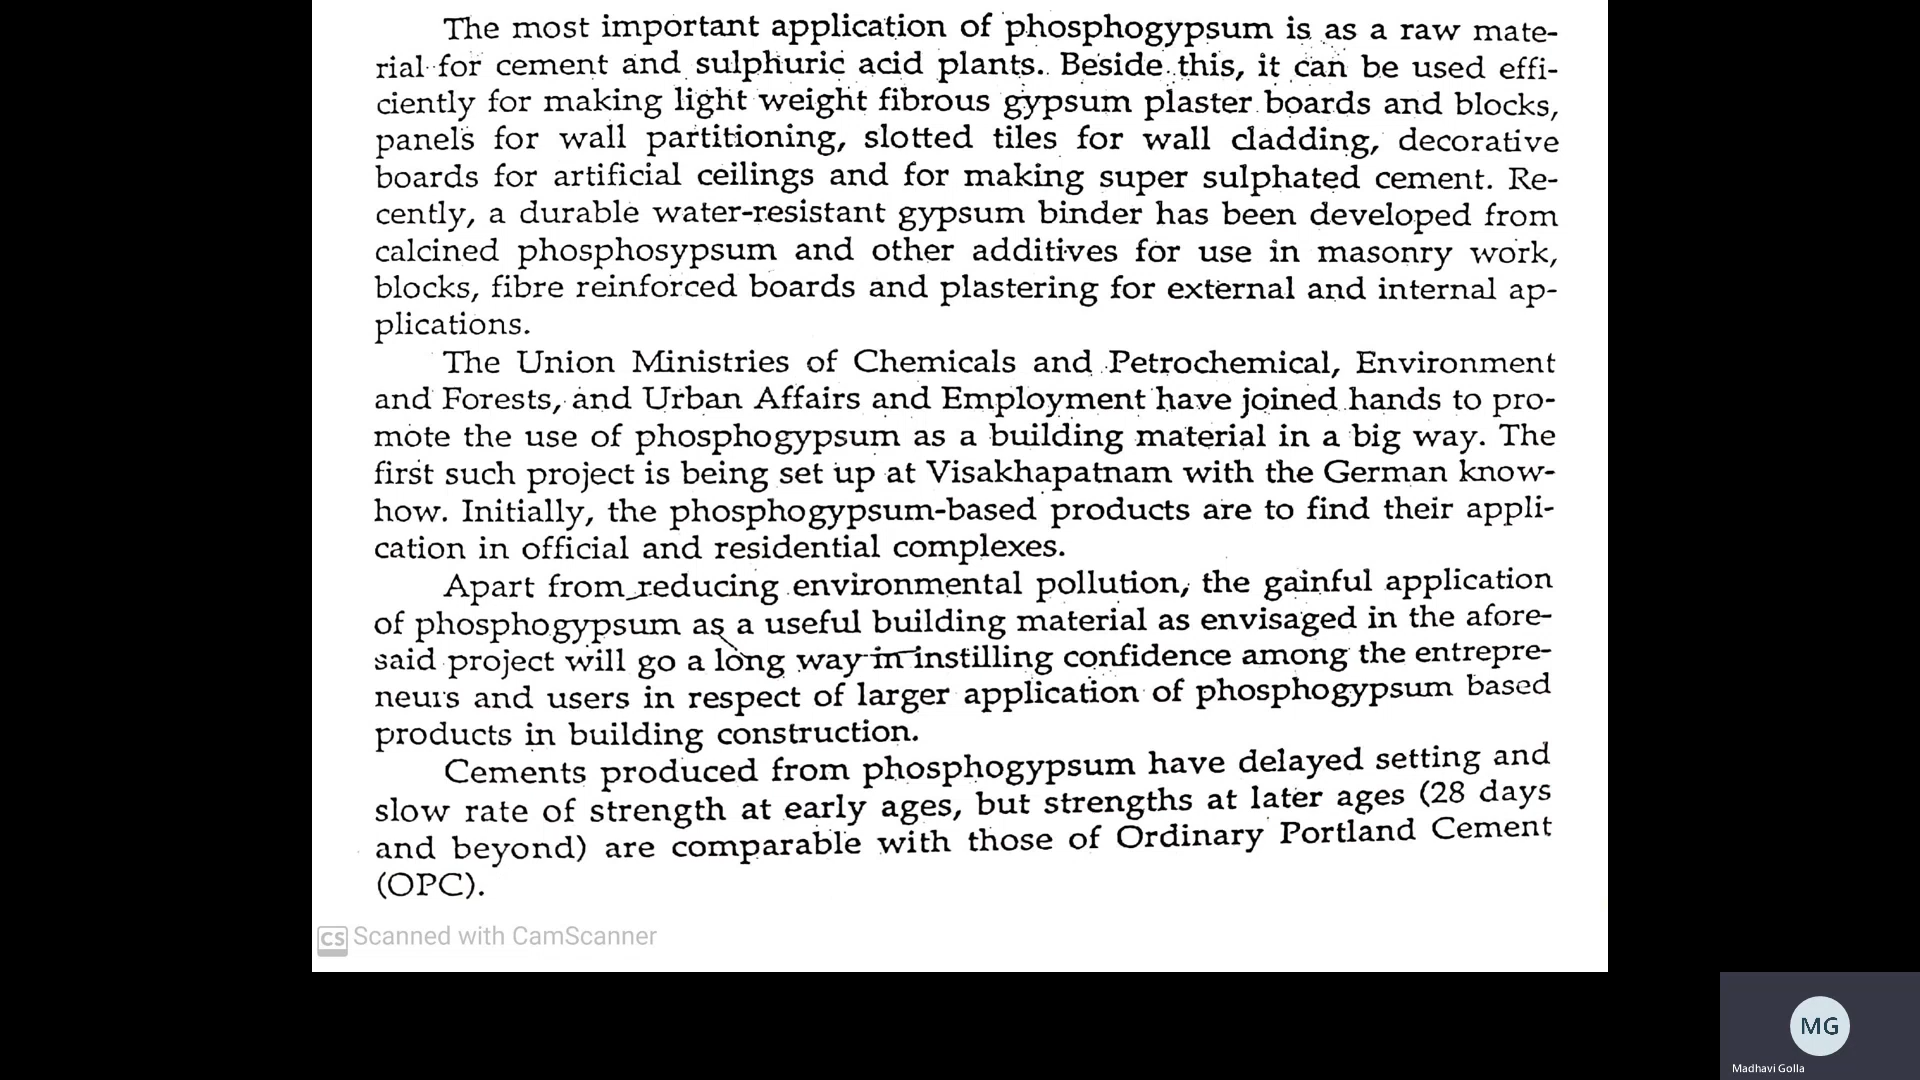 The most important application of phosphogypsum is as a raw mate-
rial for cement and sulphuric acid plants. Beside this, it can be used effi-
ciently for making light weight fibrous gypsum plaster boards and blocks,
panels for wall partitioning, slotted tiles for wall cladding, decorative
boards for artificial ceilings and for making super sulphated cement. Re-
cently, a durable water-resistant gypsum binder has been developed from
calcined phosphosypsum and other additives for use in masonry work,
blocks, fibre reinforced boards and plastering for external and internal ap-
plications.
The Union Ministries of Chemicals and Petrochemical, Environment
and Forests, and Urban Affairs and Employment have joined hands to pro-
mote the use of phosphogypsum as a building material in a big way. The
first such project is being set up at Visakhapatnam with the German know-
how. Initially, the phosphogypsum-based products are to find their appli-
cation in official and residential complexes.
Apart from reducing environmental pollution, the gainful application
of phosphogypsum as a useful building material as envisaged in the afore-
said project will go a long way in instilling confidence among the entrepre-
neurs and users in respect of larger application of phosphogypsum based
products in building construction.
Cements produced from phosphogypsum have delayed setting and
slow rate of strength at early ages, but strengths at later ages (28 days
and beyond) are comparable with those of Ordinary Portland Cement
(OPC).
CS Scanned with CamScanner
MG
Madhavi Golla